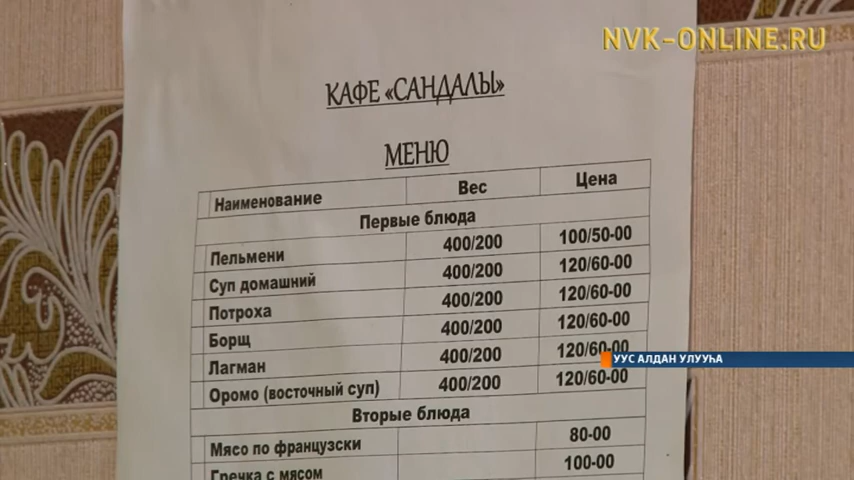 NVK-ONLINE.RU
КАФЕ «САНДАЛЫ»
МЕНЮ
Наименование Вес Цена
Первые блюда
Пельмени 400/200 100/50-00
Суп домашний 400/200 120/60-00
Потроха 400/200 120/60-00
Борщ 400/200 120/60-00
Лагман 400/200 120/60-00
Оромо (восточный суп) 400/200 120/60-00
УУС АЛДАН УЛУУҺА
Вторые блюда
Мясо по французски 80-00
Гречка с мясом 100-00